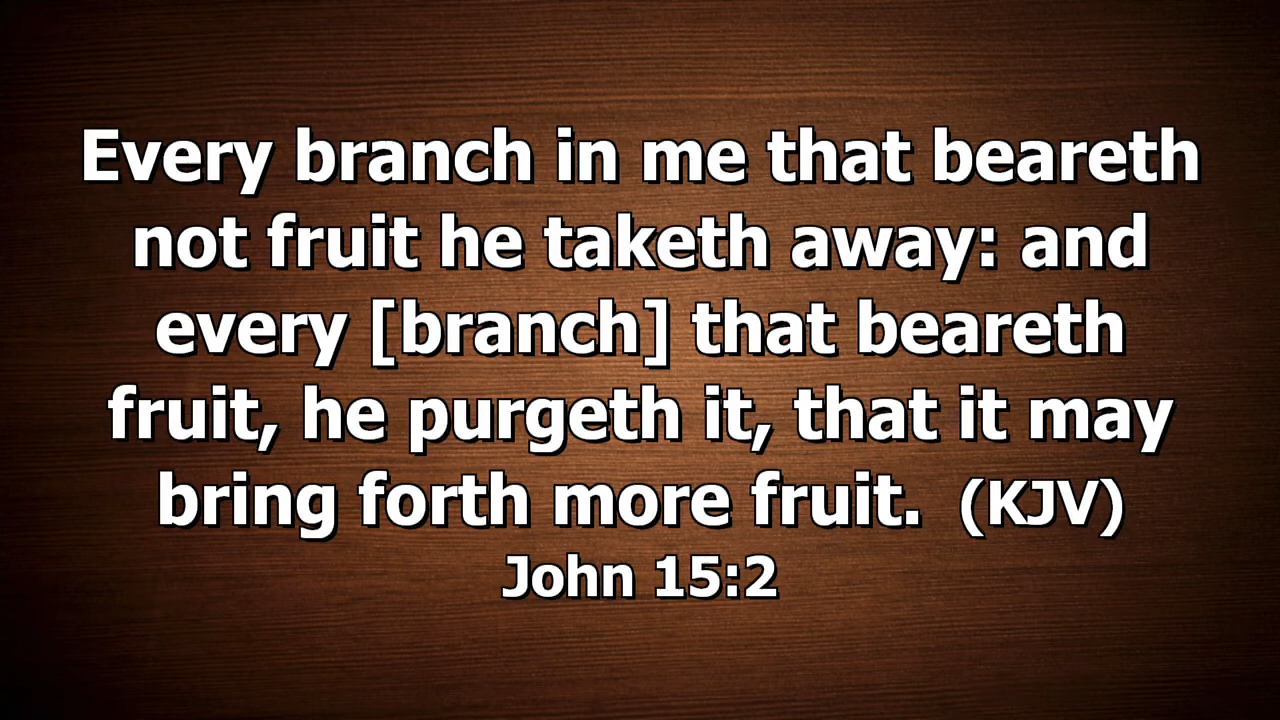 Every branch in me that beareth
not fruit he taketh away: and
every [branch] that beareth
fruit, he purgeth it, that it may
bring forth more fruit.  (KJV)
John 15:2